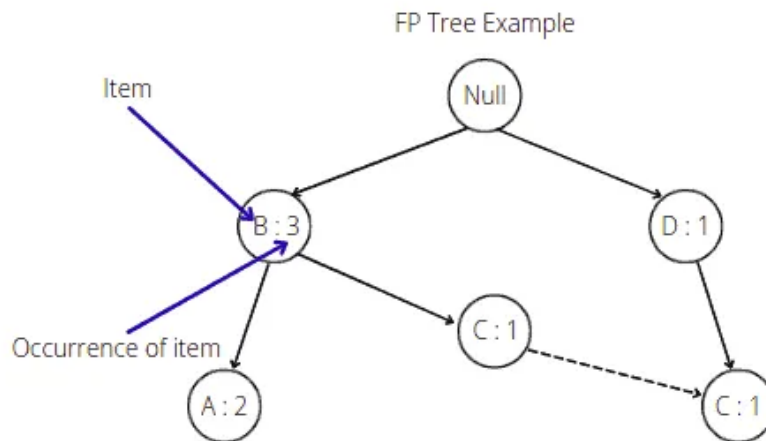 FP Tree Example
Item
Null
B : 3
D : 1
C : 1
Occurrence of item
A : 2
C : 1